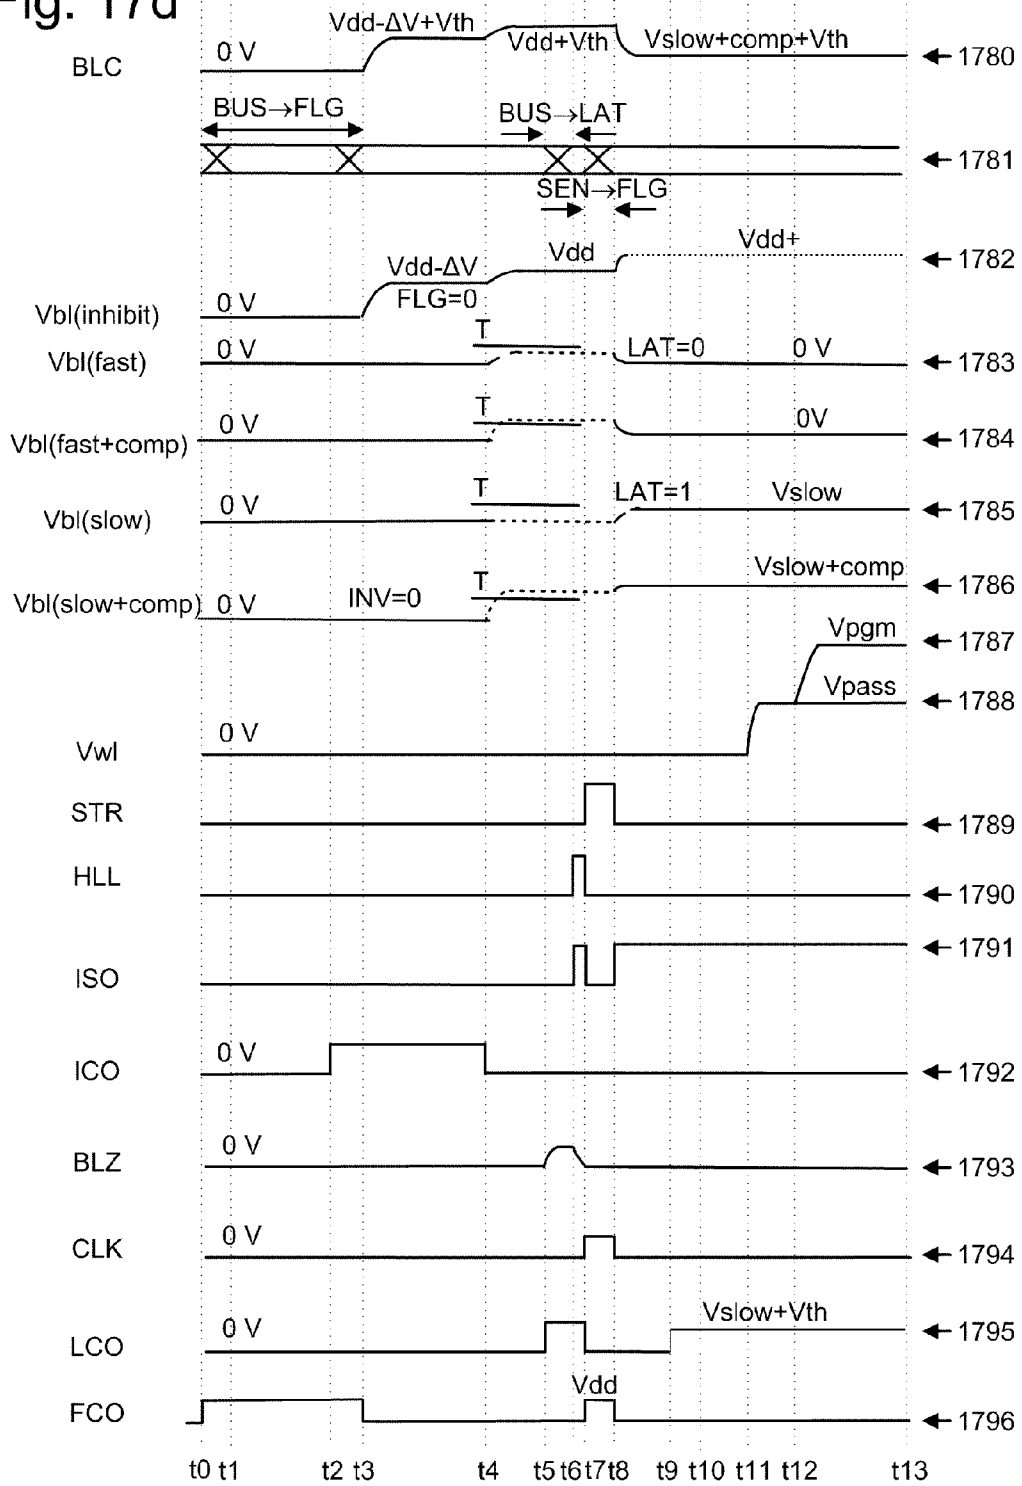 Fig. 17d
Vdd-ΔV+Vth
0 V
Vdd+Vth
Vslow+comp+Vth
BLC
1780
BUS→FLG
BUS→LAT
1781
SEN→FLG
Vdd+
Vdd
1782
Vdd-ΔV
0 V
FLG=0
Vbl(inhibit)
T
0 V
LAT=0
0 V
Vbl(fast)
1783
T
0 V
0V
Vbl(fast+comp)
1784
T
LAT=1
Vslow
0 V
Vbl(slow)
1785
T
Vslow+comp
1786
Vbl(slow+comp)
0 V
INV=0
Vpgm
1787
Vpass
1788
0 V
Vwl
STR
1789
HLL
1790
1791
ISO
0 V
ICO
1792
0 V
BLZ
1793
0 V
CLK
1794
Vslow+Vth
0 V
LCO
1795
Vdd
FCO
1796
t0 t1 t2 t3 t4 t5 t6 t7 t8 t9 t10 t11 t12 t13